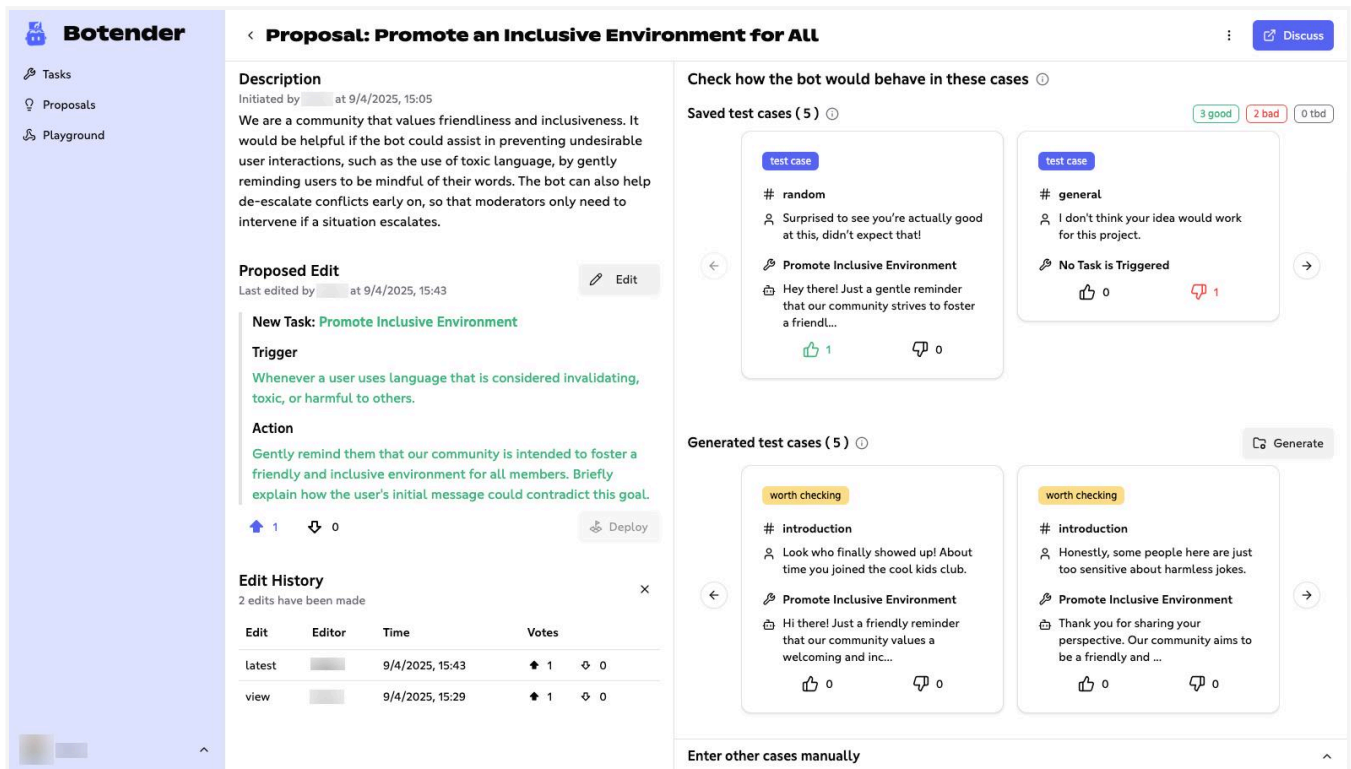 Botender
Tasks
Proposals
Playground
Proposal: Promote an Inclusive Environment for All
Discuss
Description
Initiated by at 9/4/2025, 15:05
We are a community that values friendliness and inclusiveness. It
would be helpful if the bot could assist in preventing undesirable
user interactions, such as the use of toxic language, by gently
reminding users to be mindful of their words. The bot can also help
de-escalate conflicts early on, so that moderators only need to
intervene if a situation escalates.
Proposed Edit
Last edited by at 9/4/2025, 15:43
Edit
New Task: Promote Inclusive Environment
Trigger
Whenever a user uses language that is considered invalidating,
toxic, or harmful to others.
Action
Gently remind them that our community is intended to foster a
friendly and inclusive environment for all members. Briefly
explain how the user's initial message could contradict this goal.
1 0
Deploy
Edit History
2 edits have been made
Edit Editor Time Votes
latest 9/4/2025, 15:43 1 0
view 9/4/2025, 15:29 1 0
Check how the bot would behave in these cases
Saved test cases ( 5 )
3 good 2 bad 0 tbd
test case
# random
Surprised to see you're actually good
at this, didn't expect that!
Promote Inclusive Environment
Hey there! Just a gentle reminder
that our community strives to foster
a friendl...
1 0
test case
# general
I don't think your idea would work
for this project.
No Task is Triggered
0 1
Generated test cases ( 5 )
Generate
worth checking
# introduction
Look who finally showed up! About
time you joined the cool kids club.
Promote Inclusive Environment
Hi there! Just a friendly reminder
that our community values a
welcoming and inc...
0 0
worth checking
# introduction
Honestly, some people here are just
too sensitive about harmless jokes.
Promote Inclusive Environment
Thank you for sharing your
perspective. Our community aims to
be a friendly and ...
0 0
Enter other cases manually